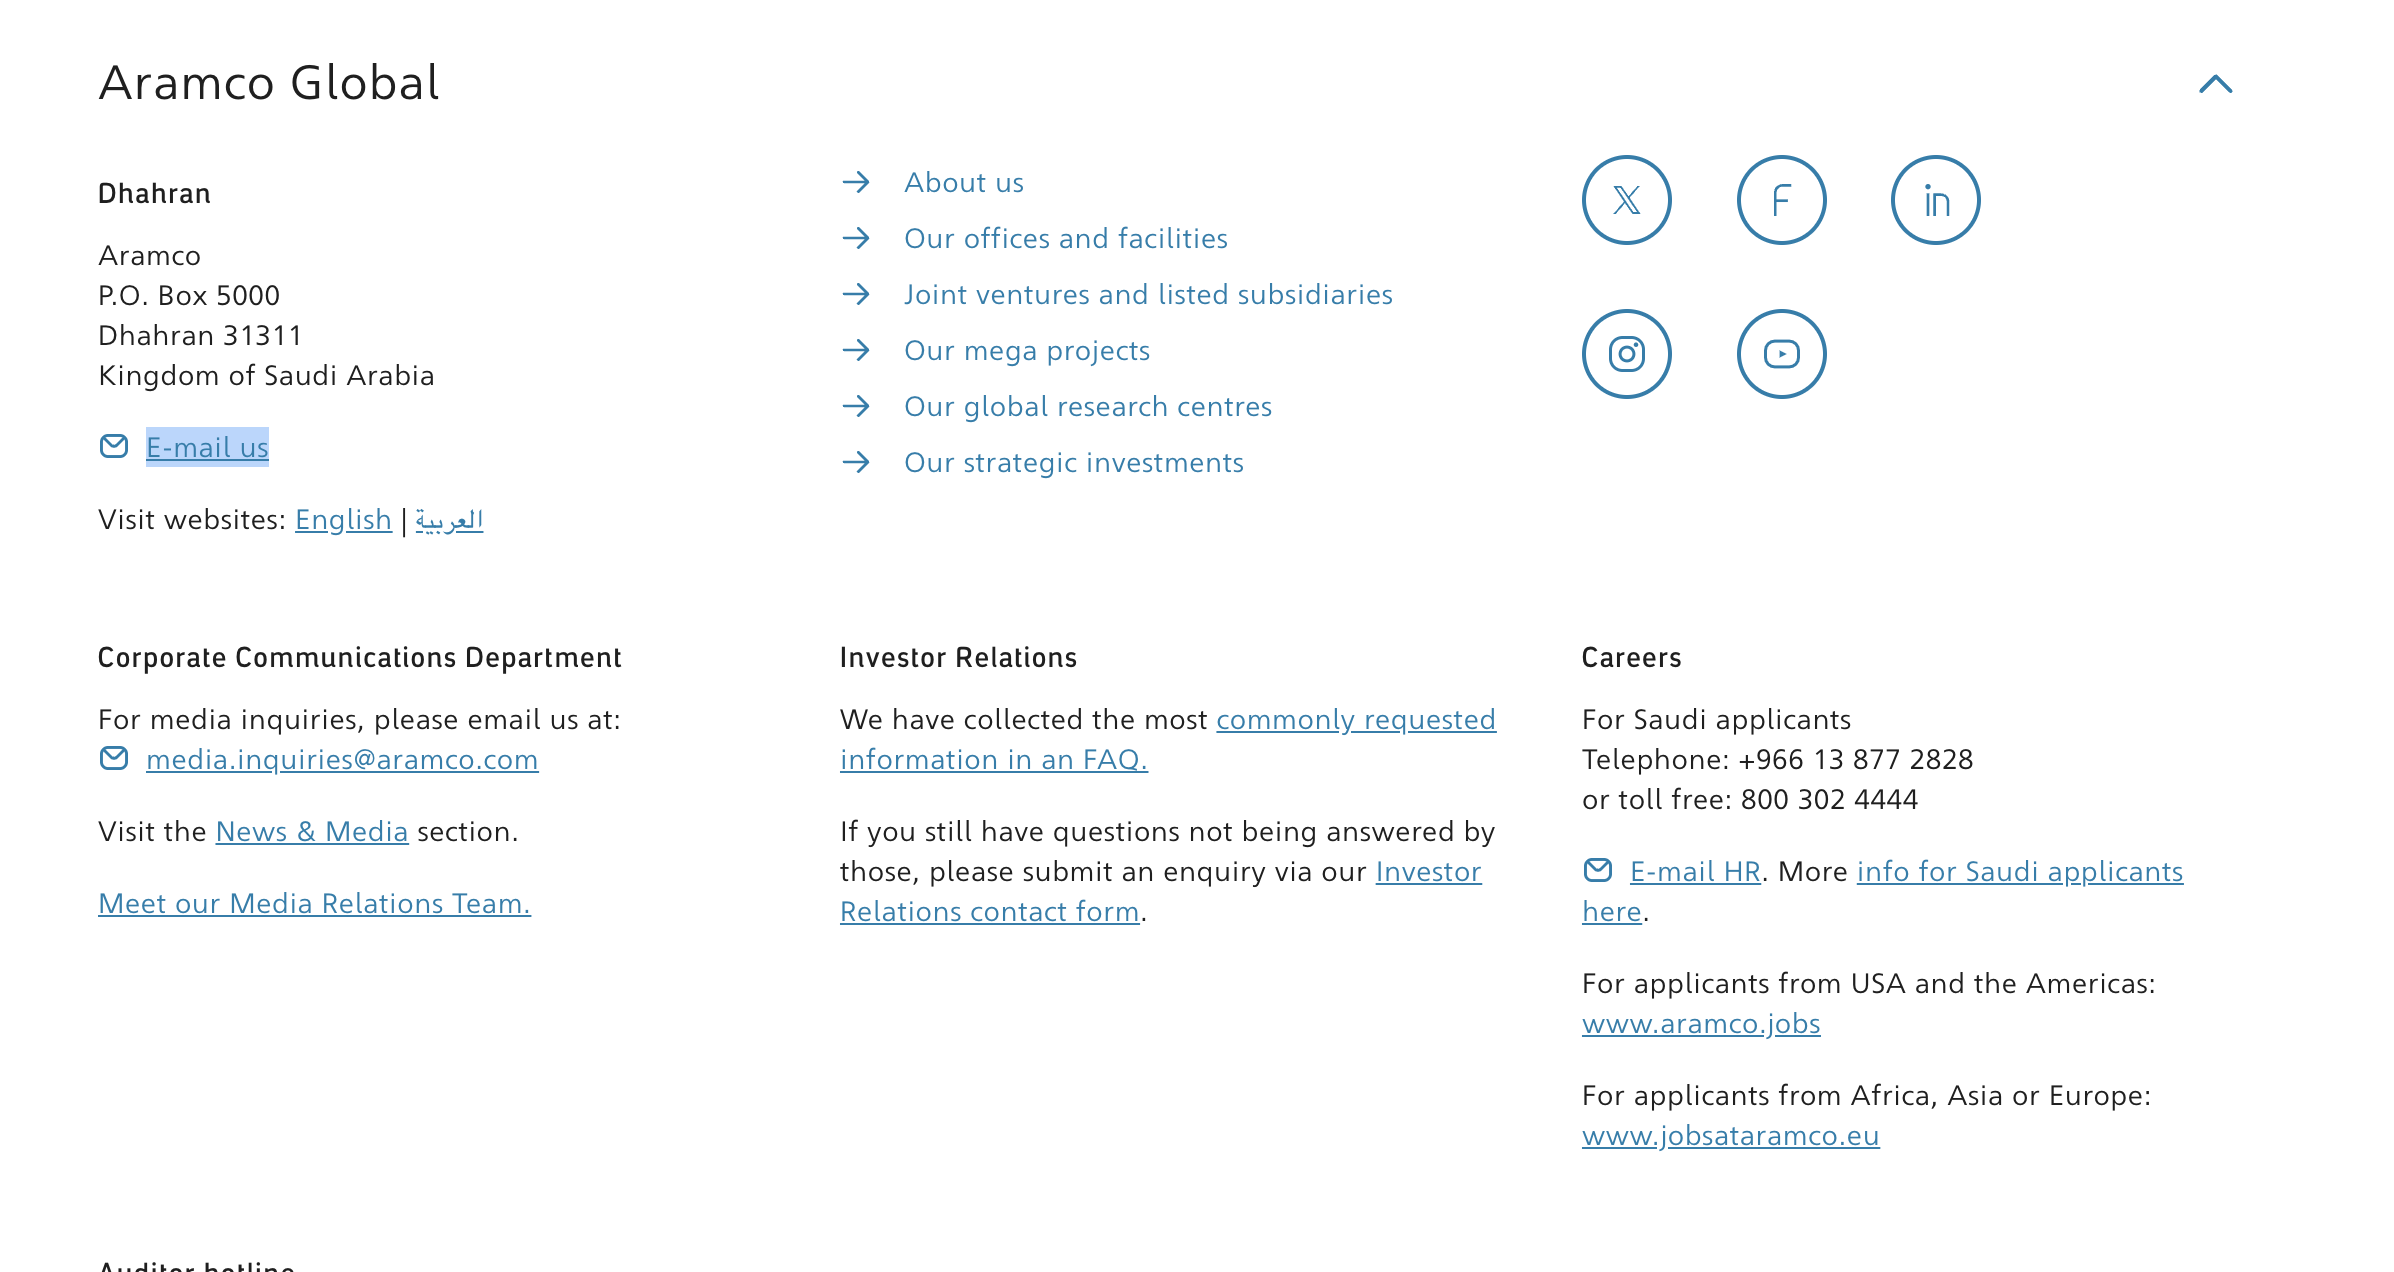 Aramco Global
Dhahran
Aramco
P.O. Box 5000
Dhahran 31311
Kingdom of Saudi Arabia
E-mail us
Visit websites: English | العربية
About us
Our offices and facilities
Joint ventures and listed subsidiaries
Our mega projects
Our global research centres
Our strategic investments
Corporate Communications Department
For media inquiries, please email us at:
media.inquiries@aramco.com
Visit the News & Media section.
Meet our Media Relations Team.
Investor Relations
We have collected the most commonly requested
information in an FAQ.
If you still have questions not being answered by
those, please submit an enquiry via our Investor
Relations contact form.
Careers
For Saudi applicants
Telephone: +966 13 877 2828
or toll free: 800 302 4444
E-mail HR. More info for Saudi applicants
here.
For applicants from USA and the Americas:
www.aramco.jobs
For applicants from Africa, Asia or Europe:
www.jobsataramco.eu
Auditor hotline